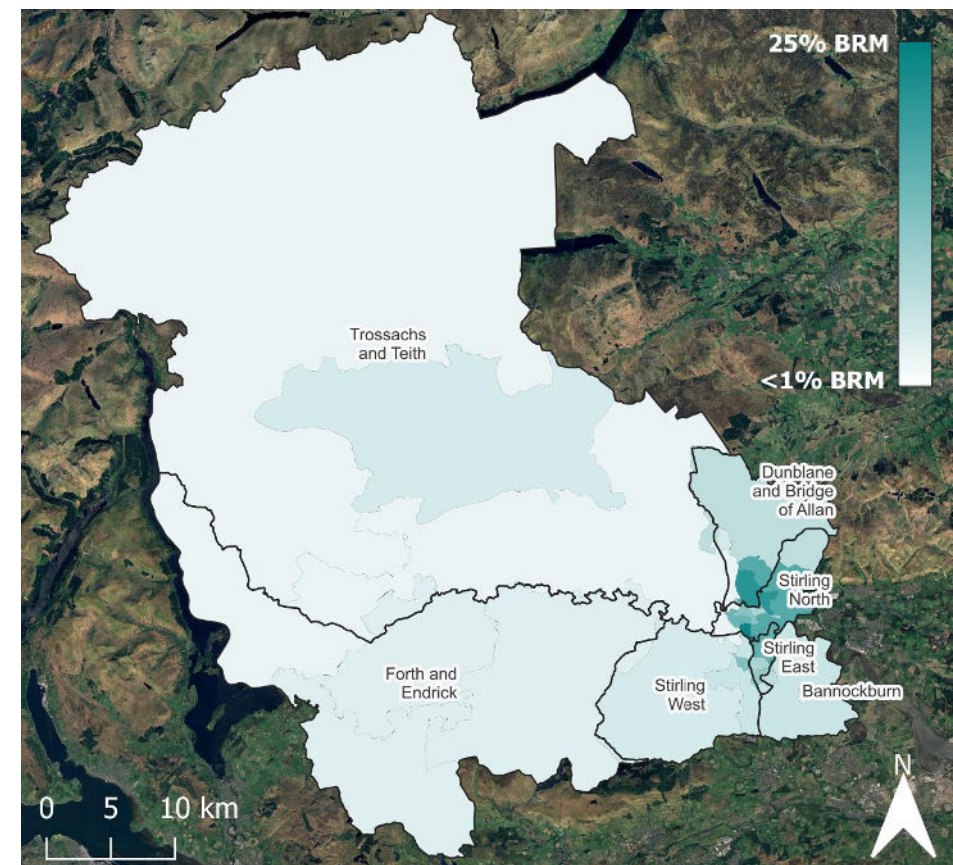 25% BRM
<1% BRM
Trossachs
and Teith
Dunblane
and Bridge
of Allan
Stirling
North
Stirling
East
Forth and
Endrick
Stirling
West
Bannockburn
N
0 5 10 km